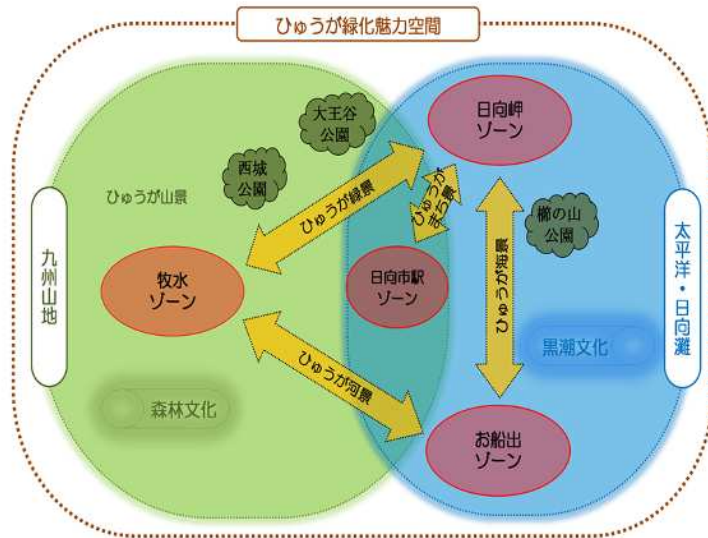 ひゅうが緑化魅力空間
大王谷
公園
日向岬
ゾーン
西城
公園
ひゅうが山景
ひゅうが緑景
ひゅうが
まち景
櫛の山
公園
九州山地
牧水
ゾーン
日向市駅
ゾーン
ひゅうが海景
太平洋・日向灘
黒潮文化
ひゅうが河景
森林文化
お船出
ゾーン